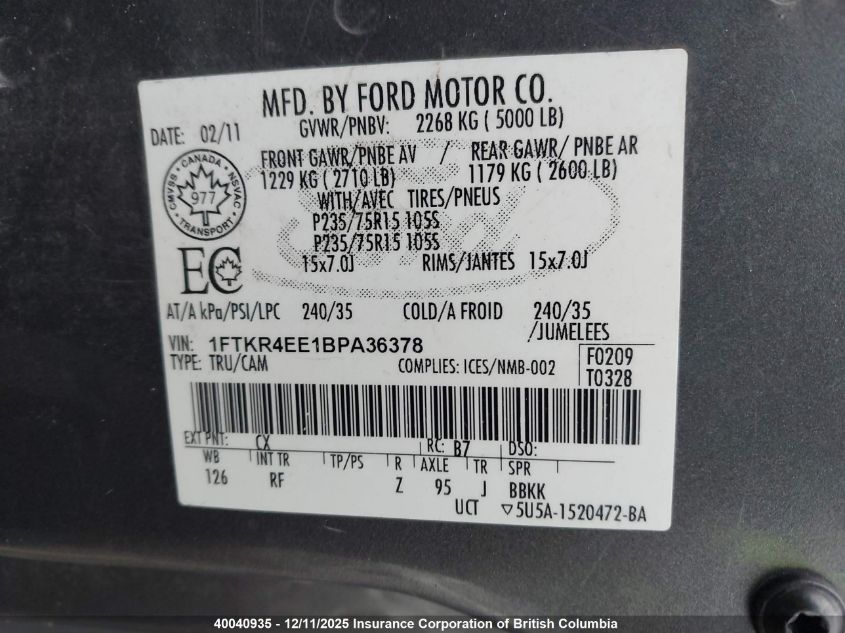 MFD. BY FORD MOTOR CO.
DATE: 02/11
GVWR/PNBV: 2268 KG ( 5000 LB)
FRONT GAWR/PNBE AV / REAR GAWR/ PNBE AR
1229 KG ( 2710 LB) 1179 KG ( 2600 LB)
WITH/AVEC TIRES/PNEUS
P235/75R15 105S
P235/75R15 105S
15x7.0J RIMS/JANTES 15x7.0J
CANADA
CMVSS NSVAC
977
TRANSPORT
EC
Ford
AT/A kPa/PSI/LPC 240/35 COLD/A FROID 240/35
/JUMELEES
VIN: 1FTKR4EE1BPA36378
TYPE: TRU/CAM COMPLIES: ICES/NMB-002
F0209
T0328
EXT PNT: CX RC: B7 DSO:
WB INT TR TP/PS R AXLE TR SPR
126 RF Z 95 J BBKK
UCT ▽5U5A-1520472-BA
40040935 - 12/11/2025 Insurance Corporation of British Columbia